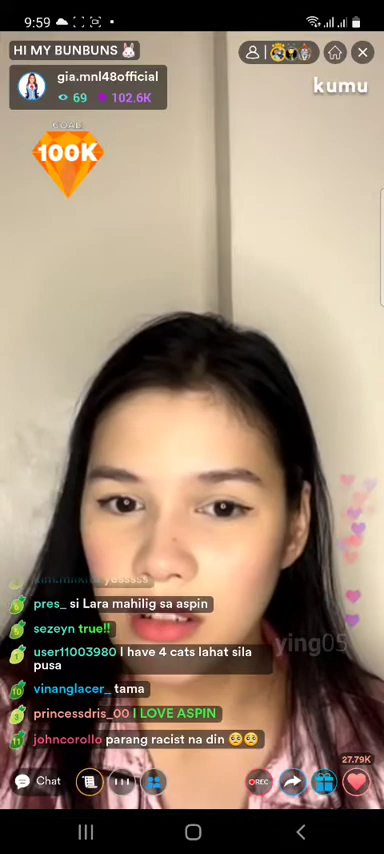 9:59
HI MY BUNBUNS 🐰
gia.mnl48official
69 102.6K
kumu
GOAL:
100K
yesssss
pres_ si Lara mahilig sa aspin
sezeyn true!!
user11003980 I have 4 cats lahat sila
pusa
ying05
vinanglacer_ tama
princessdris_00 I LOVE ASPIN
johncorollo parang racist na din 🥺🥺
27.79K
Chat
REC